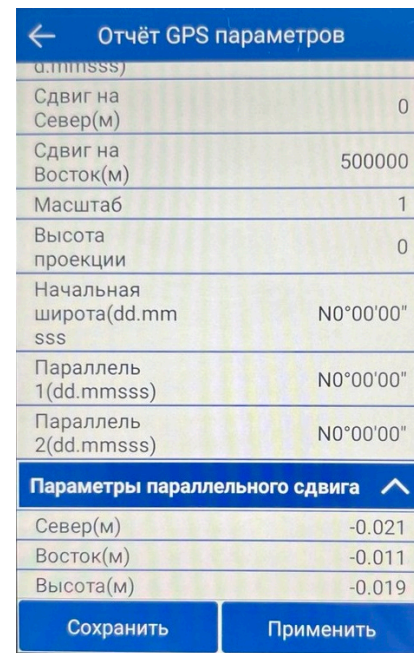 Отчёт GPS параметров
d.mmsss)
Сдвиг на
Север(м)
0
Сдвиг на
Восток(м)
500000
Масштаб
1
Высота
проекции
0
Начальная
широта(dd.mm
sss
N0°00'00"
Параллель
1(dd.mmsss)
N0°00'00"
Параллель
2(dd.mmsss)
N0°00'00"
Параметры параллельного сдвига
Север(м)
-0.021
Восток(м)
-0.011
Высота(м)
-0.019
Сохранить
Применить